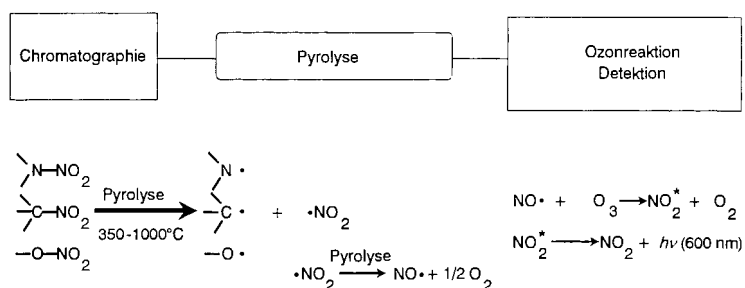 Chromatographie
Pyrolyse
Ozonreaktion
Detektion
N—NO₂
C—NO₂
—O—NO₂
Pyrolyse
350-1000°C
N •
C •
—O •
+ •NO₂
•NO₂ Pyrolyse → NO• + 1/2 O₂
NO• + O₃ → NO₂* + O₂
NO₂* → NO₂ + hν (600 nm)